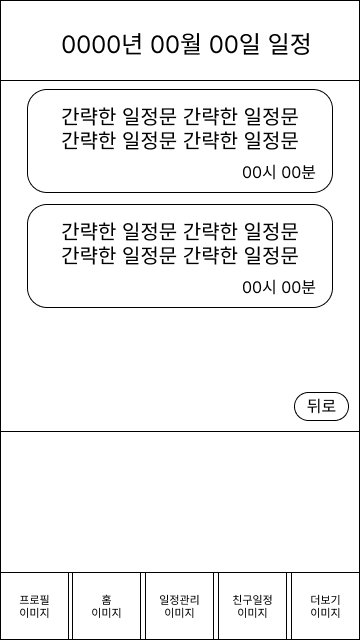 0000년 00월 00일 일정
간략한 일정문 간략한 일정문
간략한 일정문 간략한 일정문
00시 00분
간략한 일정문 간략한 일정문
간략한 일정문 간략한 일정문
00시 00분
뒤로
프로필
이미지
홈
이미지
일정관리
이미지
친구일정
이미지
더보기
이미지